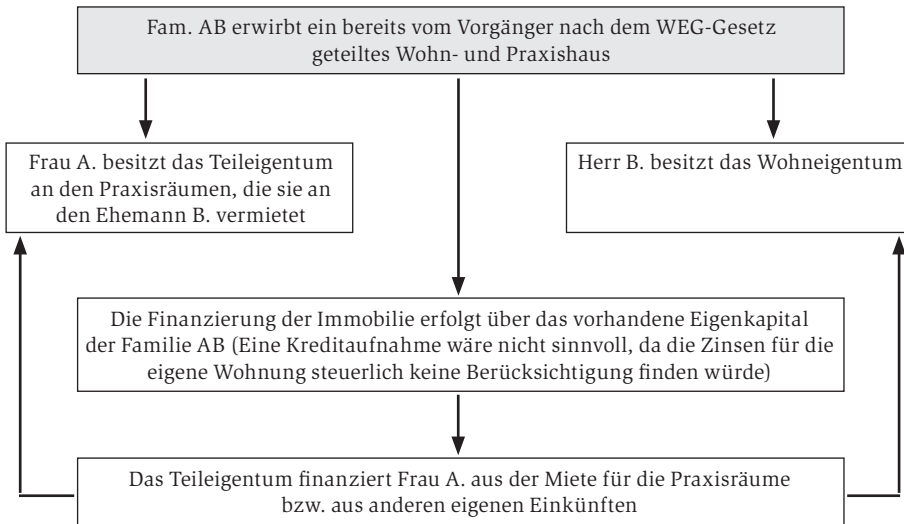 Fam. AB erwirbt ein bereits vom Vorgänger nach dem WEG-Gesetz
geteiltes Wohn- und Praxishaus
Frau A. besitzt das Teileigentum
an den Praxisräumen, die sie an
den Ehemann B. vermietet
Herr B. besitzt das Wohneigentum
Die Finanzierung der Immobilie erfolgt über das vorhandene Eigenkapital
der Familie AB (Eine Kreditaufnahme wäre nicht sinnvoll, da die Zinsen für die
eigene Wohnung steuerlich keine Berücksichtigung finden würde)
Das Teileigentum finanziert Frau A. aus der Miete für die Praxisräume
bzw. aus anderen eigenen Einkünften